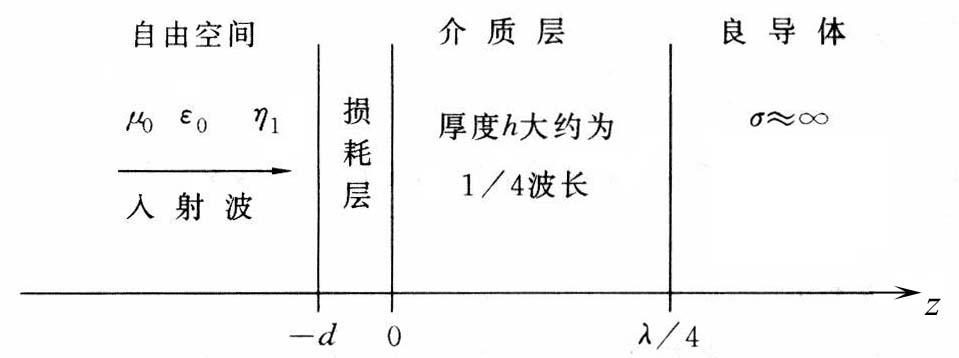 自由空间
介质层
良导体
μ₀ ε₀ η₁
损耗层
厚度h大约为
1/4波长
σ≈∞
入射波
−d 0 λ/4 z